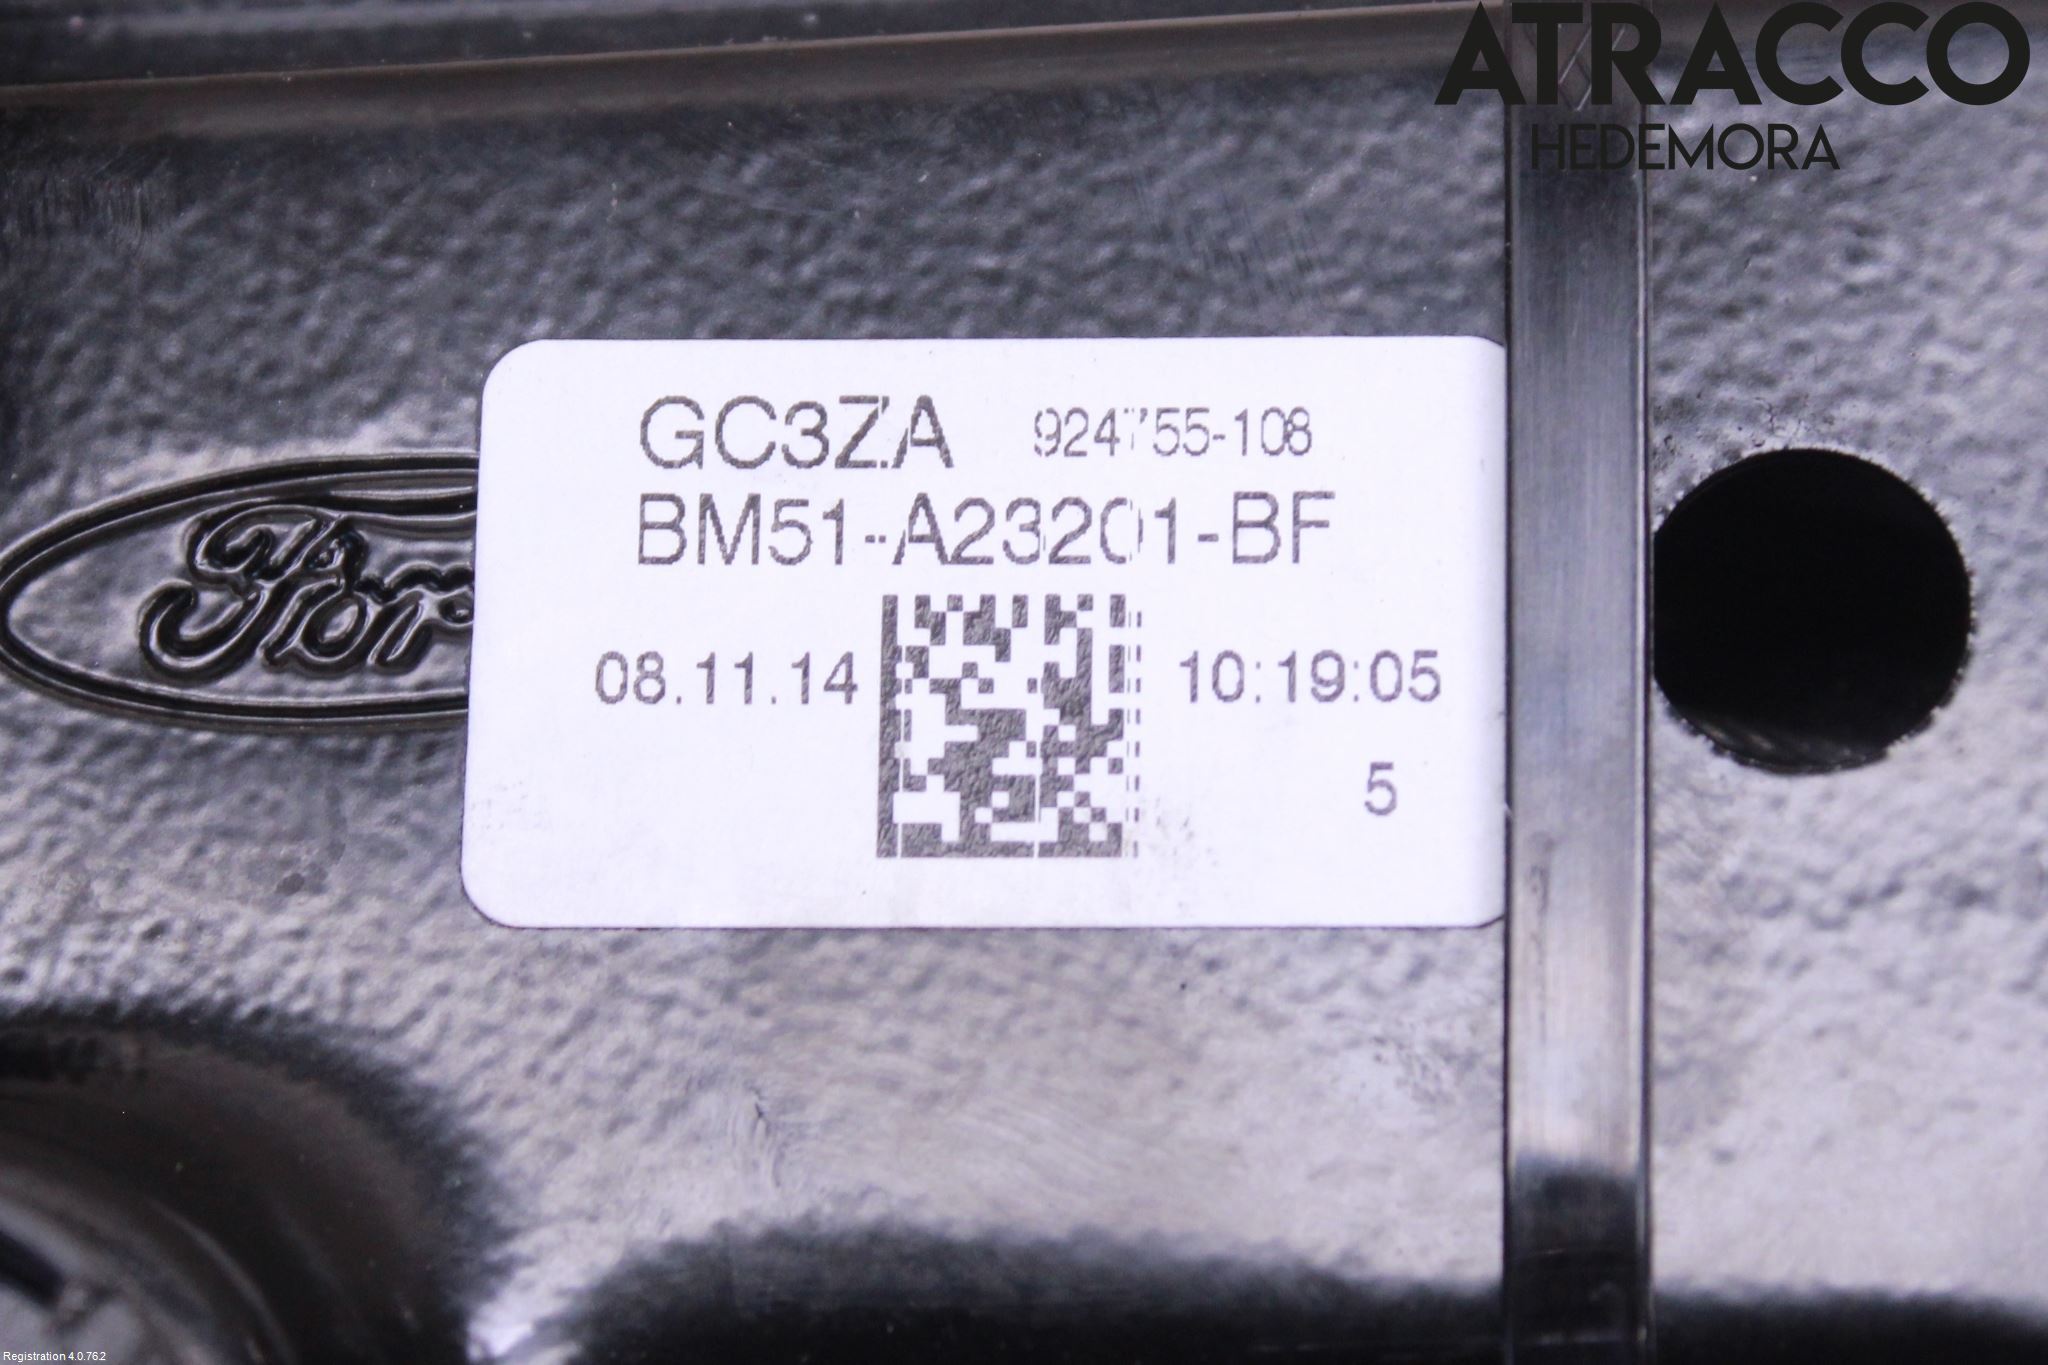 ATRACCO
HEDEMORA
GC3ZA 924755-108
BM51-A23201-BF
Ford
08.11.14 10:19:05
5
Registration 4.0.762